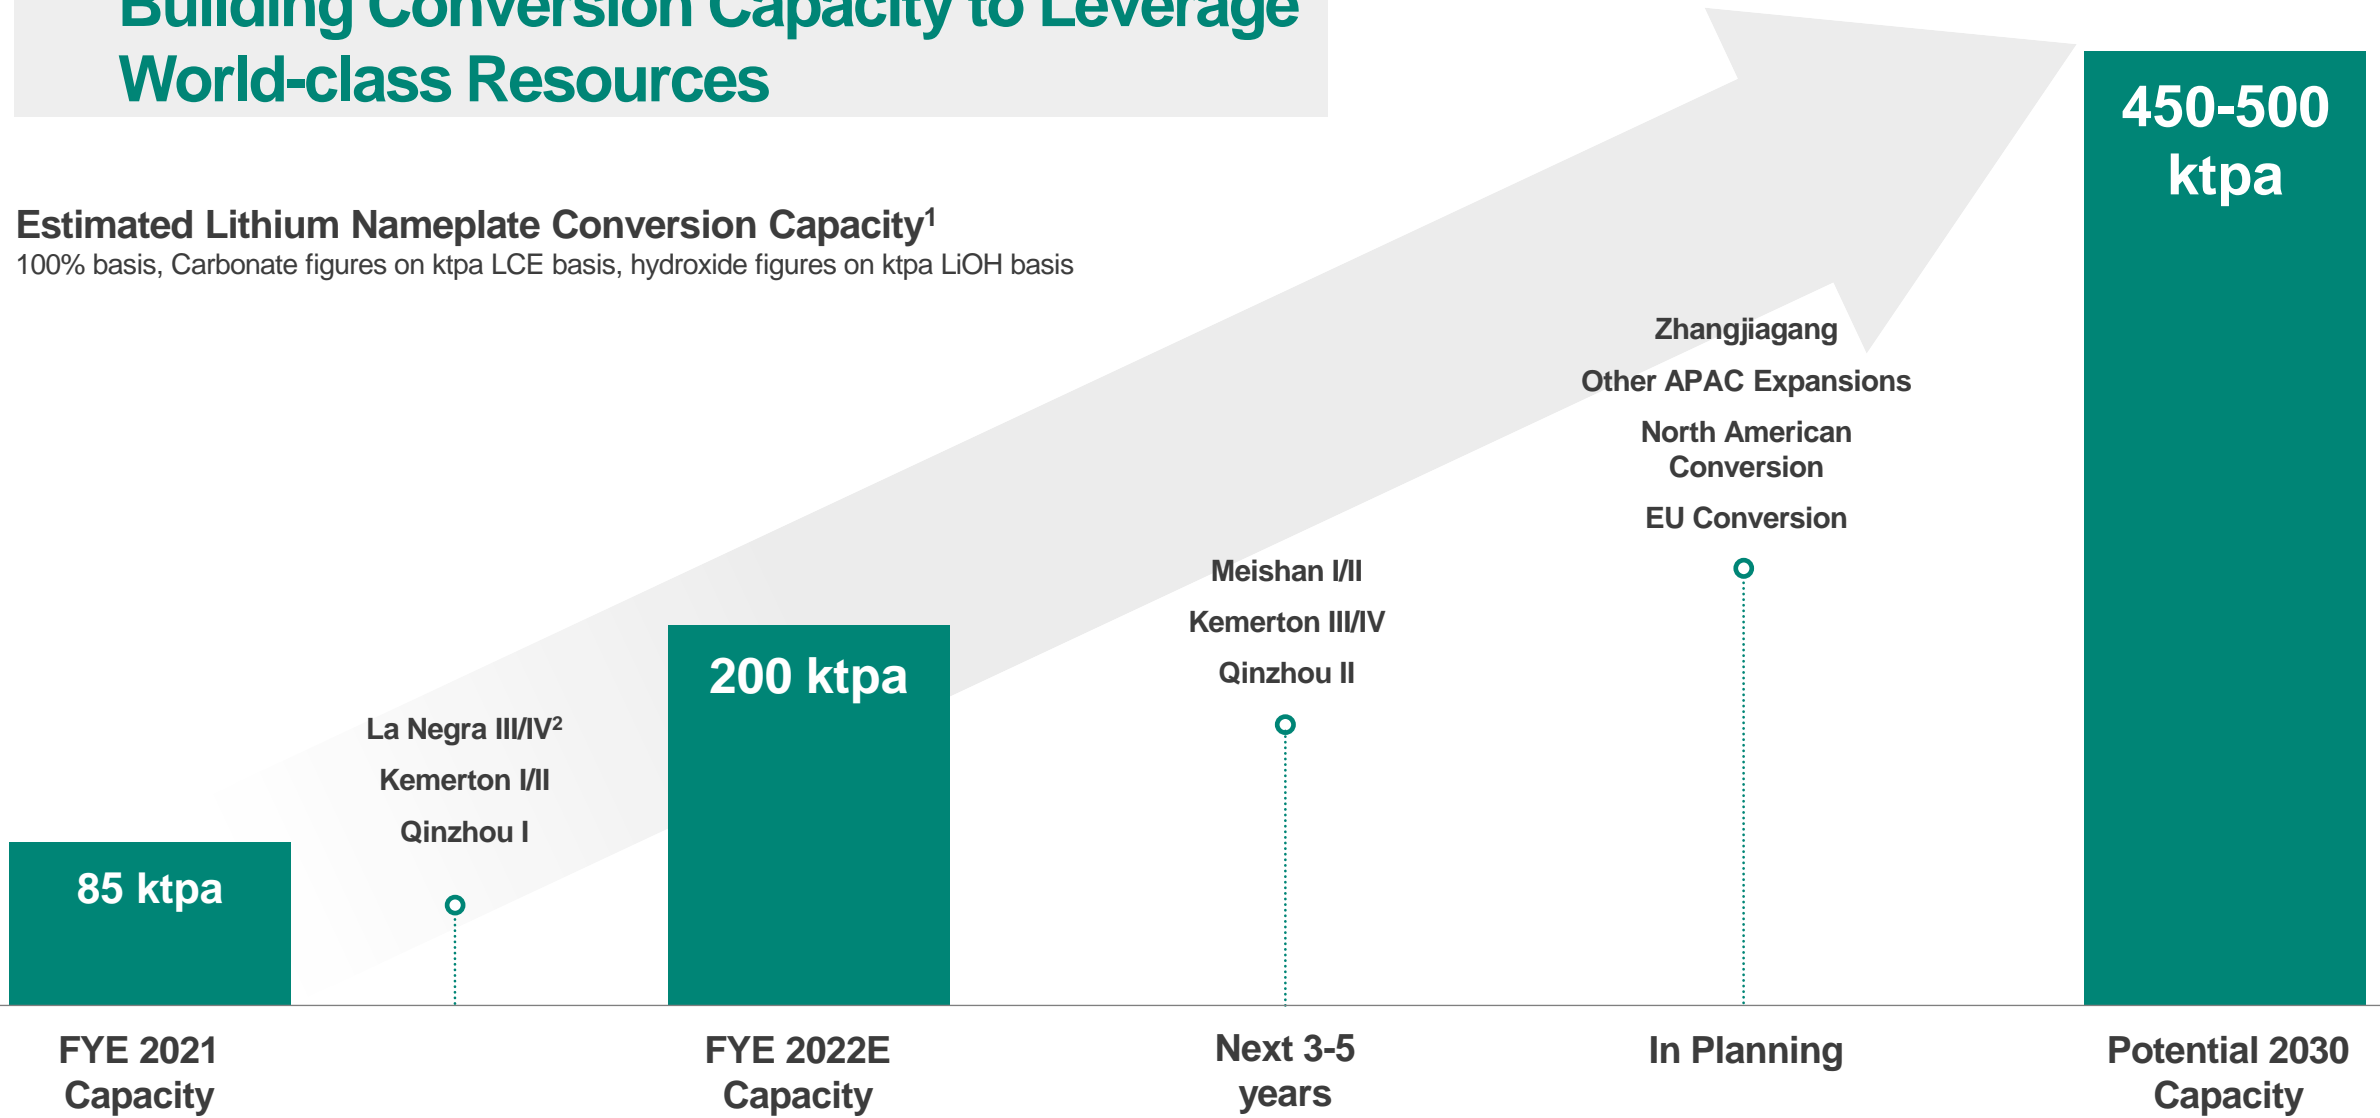 Building Conversion Capacity to Leverage
World-class Resources
Estimated Lithium Nameplate Conversion Capacity¹
100% basis, Carbonate figures on ktpa LCE basis, hydroxide figures on ktpa LiOH basis
450-500
ktpa
Zhangjiagang
Other APAC Expansions
North American
Conversion
EU Conversion
Meishan I/II
Kemerton III/IV
Qinzhou II
200 ktpa
La Negra III/IV²
Kemerton I/II
Qinzhou I
85 ktpa
FYE 2021
Capacity
FYE 2022E
Capacity
Next 3-5
years
In Planning
Potential 2030
Capacity